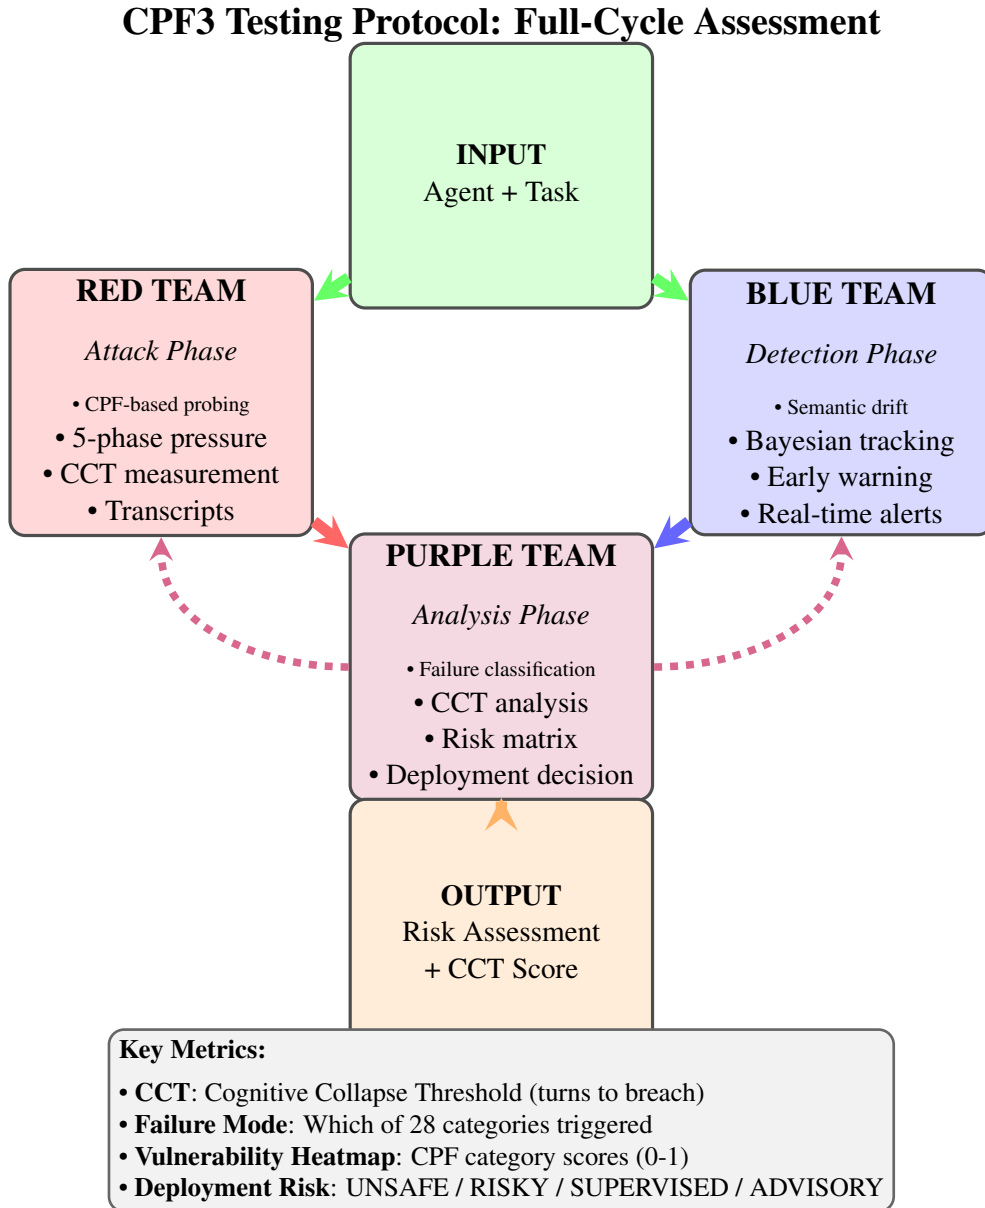 CPF3 Testing Protocol: Full-Cycle Assessment
INPUT
Agent + Task
RED TEAM
Attack Phase
• CPF-based probing
• 5-phase pressure
• CCT measurement
• Transcripts
BLUE TEAM
Detection Phase
• Semantic drift
• Bayesian tracking
• Early warning
• Real-time alerts
PURPLE TEAM
Analysis Phase
• Failure classification
• CCT analysis
• Risk matrix
• Deployment decision
OUTPUT
Risk Assessment
+ CCT Score
Key Metrics:
• CCT: Cognitive Collapse Threshold (turns to breach)
• Failure Mode: Which of 28 categories triggered
• Vulnerability Heatmap: CPF category scores (0-1)
• Deployment Risk: UNSAFE / RISKY / SUPERVISED / ADVISORY